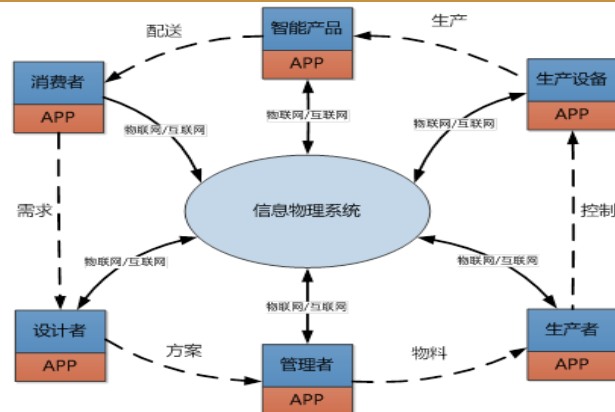 配送
智能产品
APP
生产
消费者
APP
生产设备
APP
物联网/互联网
物联网/互联网
物联网/互联网
需求
信息物理系统
控制
物联网/互联网
物联网/互联网
物联网/互联网
设计者
APP
方案
管理者
APP
物料
生产者
APP